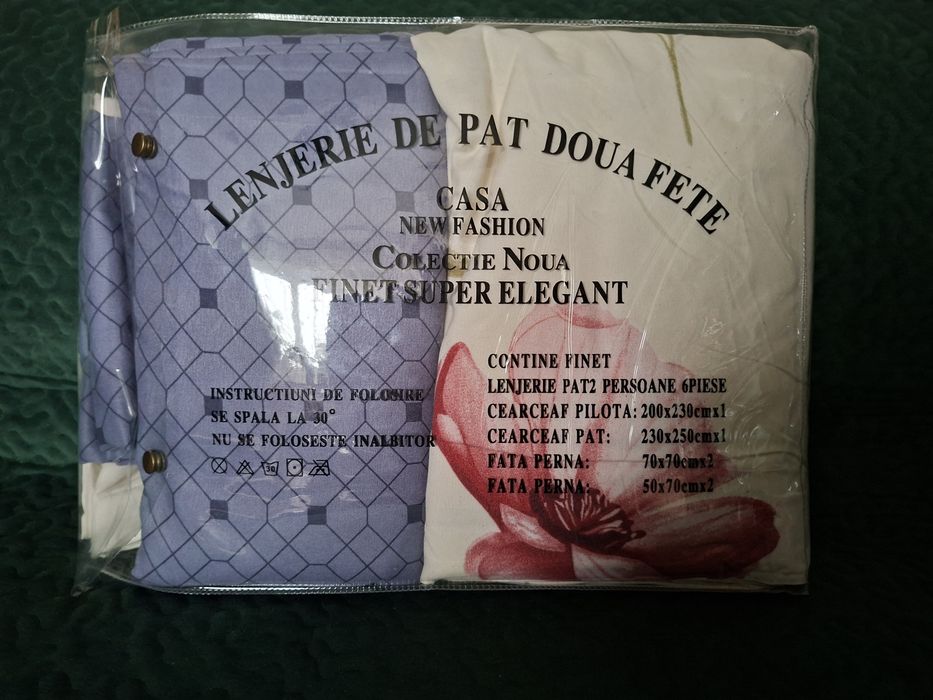 LENJERIE DE PAT DOUA FETE
CASA
NEW FASHION
COLECTIE NOUA
FINET SUPER ELEGANT
CONTINE FINET
LENJERIE PAT2 PERSOANE 6PIESE
CEARCEAF PILOTA: 200x230cmx1
CEARCEAF PAT: 230x250cmx1
FATA PERNA: 70x70cmx2
FATA PERNA: 50x70cmx2
INSTRUCTIUNI DE FOLOSIRE
SE SPALA LA 30°
NU SE FOLOSESTE INALBITOR
30